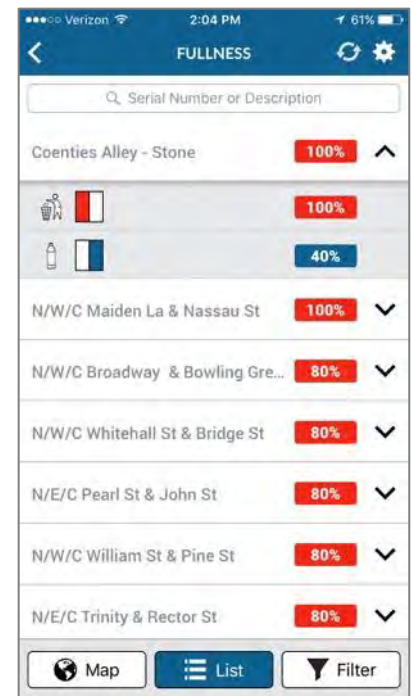 Verizon 2:04 PM 61%
FULLNESS
Serial Number or Description
Coenties Alley - Stone 100%
100%
40%
N/W/C Maiden La & Nassau St 100%
N/W/C Broadway & Bowling Gre... 80%
N/W/C Whitehall St & Bridge St 80%
N/E/C Pearl St & John St 80%
N/W/C William St & Pine St 80%
N/E/C Trinity & Rector St 80%
Map List Filter